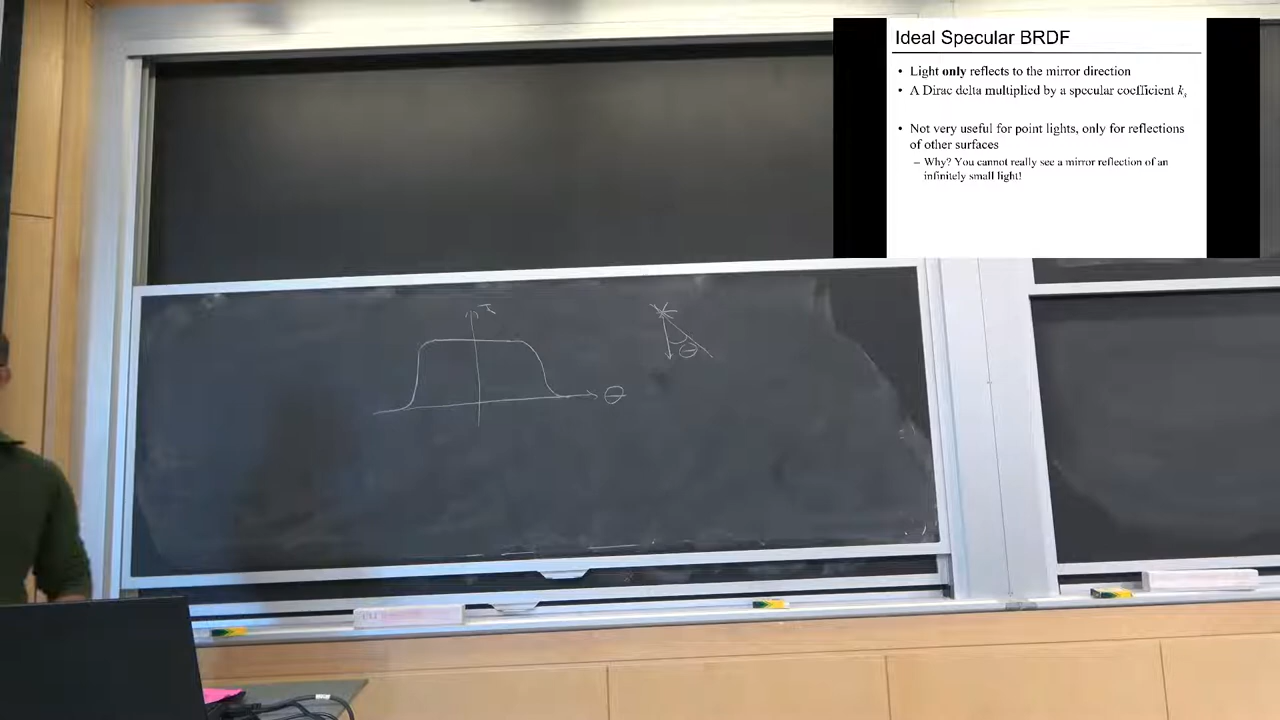 Ideal Specular BRDF
• Light only reflects to the mirror direction
• A Dirac delta multiplied by a specular coefficient ks
• Not very useful for point lights, only for reflections
of other surfaces
– Why? You cannot really see a mirror reflection of an
infinitely small light!
θ
θ